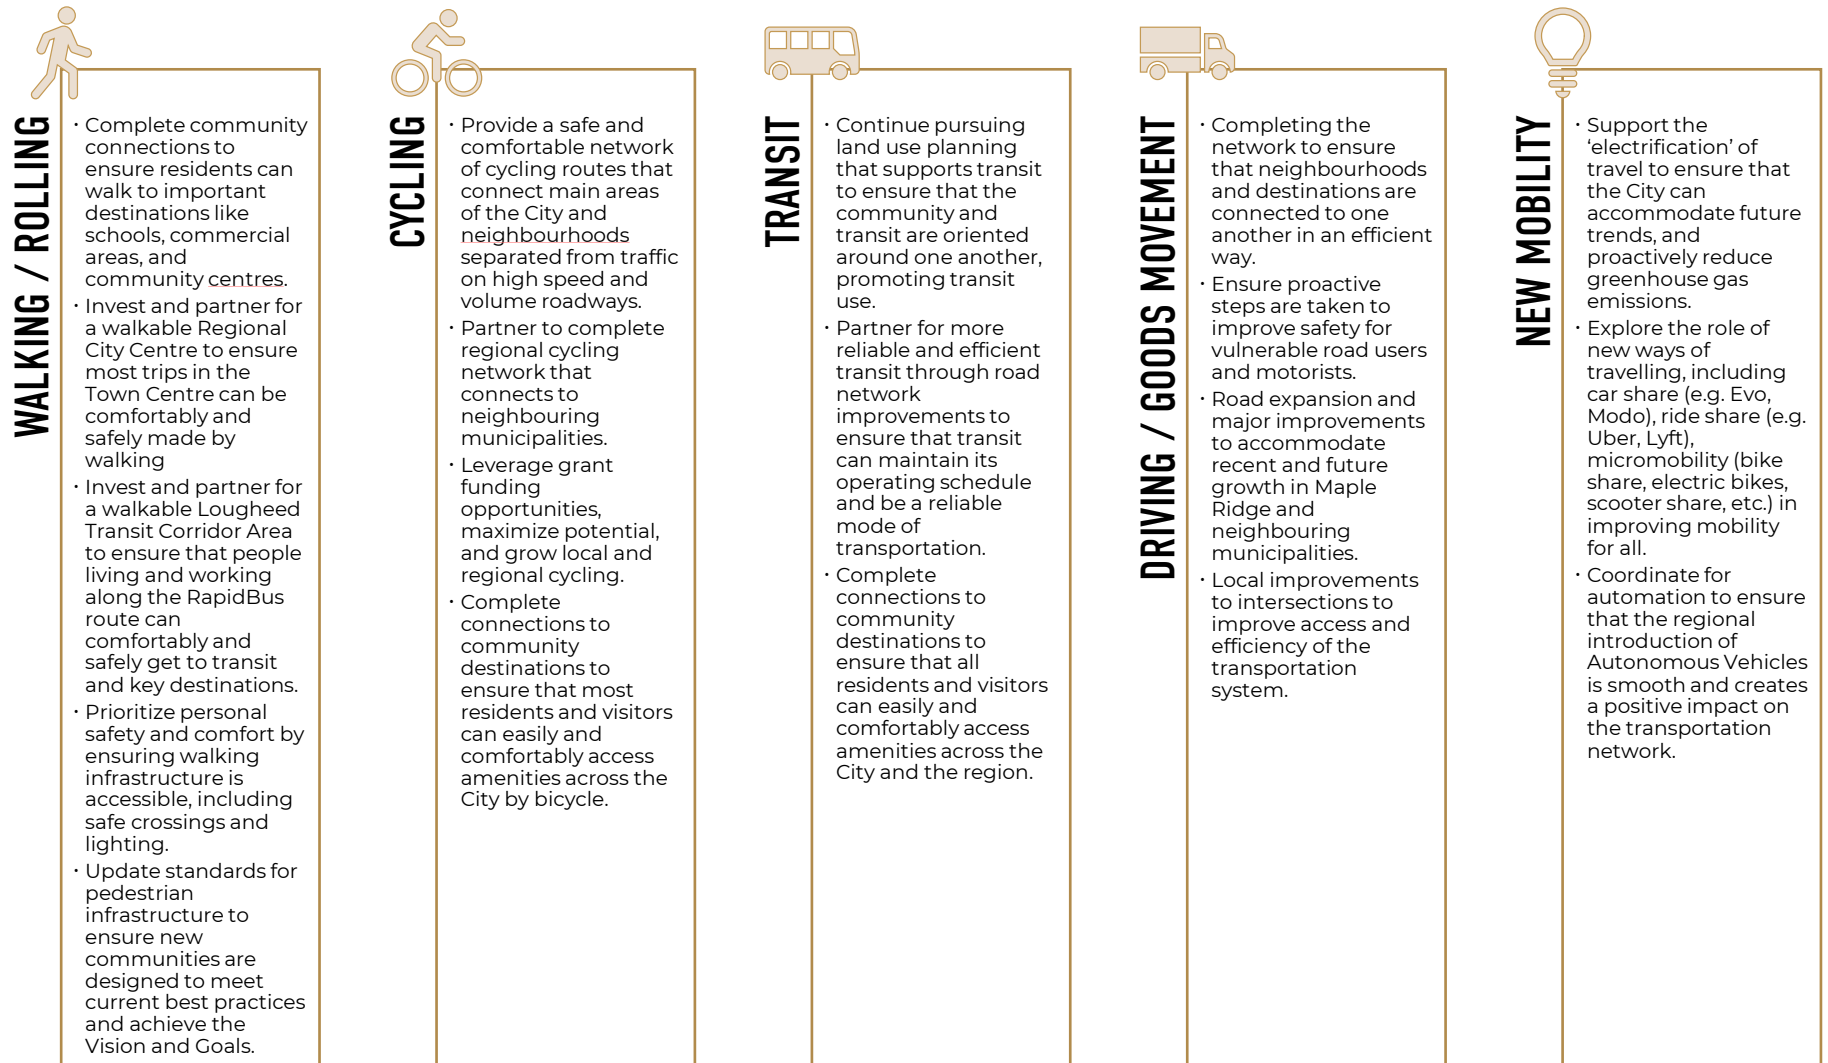 WALKING / ROLLING
· Complete community
connections to
ensure residents can
walk to important
destinations like
schools, commercial
areas, and
community centres.
· Invest and partner for
a walkable Regional
City Centre to ensure
most trips in the
Town Centre can be
comfortably and
safely made by
walking
· Invest and partner for
a walkable Lougheed
Transit Corridor Area
to ensure that people
living and working
along the RapidBus
route can
comfortably and
safely get to transit
and key destinations.
· Prioritize personal
safety and comfort by
ensuring walking
infrastructure is
accessible, including
safe crossings and
lighting.
· Update standards for
pedestrian
infrastructure to
ensure new
communities are
designed to meet
current best practices
and achieve the
Vision and Goals.
CYCLING
· Provide a safe and
comfortable network
of cycling routes that
connect main areas
of the City and
neighbourhoods
separated from traffic
on high speed and
volume roadways.
· Partner to complete
regional cycling
network that
connects to
neighbouring
municipalities.
· Leverage grant
funding
opportunities,
maximize potential,
and grow local and
regional cycling.
· Complete
connections to
community
destinations to
ensure that most
residents and visitors
can easily and
comfortably access
amenities across the
City by bicycle.
TRANSIT
· Continue pursuing
land use planning
that supports transit
to ensure that the
community and
transit are oriented
around one another,
promoting transit
use.
· Partner for more
reliable and efficient
transit through road
network
improvements to
ensure that transit
can maintain its
operating schedule
and be a reliable
mode of
transportation.
· Complete
connections to
community
destinations to
ensure that all
residents and visitors
can easily and
comfortably access
amenities across the
City and the region.
DRIVING / GOODS MOVEMENT
· Completing the
network to ensure
that neighbourhoods
and destinations are
connected to one
another in an efficient
way.
· Ensure proactive
steps are taken to
improve safety for
vulnerable road users
and motorists.
· Road expansion and
major improvements
to accommodate
recent and future
growth in Maple
Ridge and
neighbouring
municipalities.
· Local improvements
to intersections to
improve access and
efficiency of the
transportation
system.
NEW MOBILITY
· Support the
‘electrification’ of
travel to ensure that
the City can
accommodate future
trends, and
proactively reduce
greenhouse gas
emissions.
· Explore the role of
new ways of
travelling, including
car share (e.g. Evo,
Modo), ride share (e.g.
Uber, Lyft),
micromobility (bike
share, electric bikes,
scooter share, etc.) in
improving mobility
for all.
· Coordinate for
automation to ensure
that the regional
introduction of
Autonomous Vehicles
is smooth and creates
a positive impact on
the transportation
network.